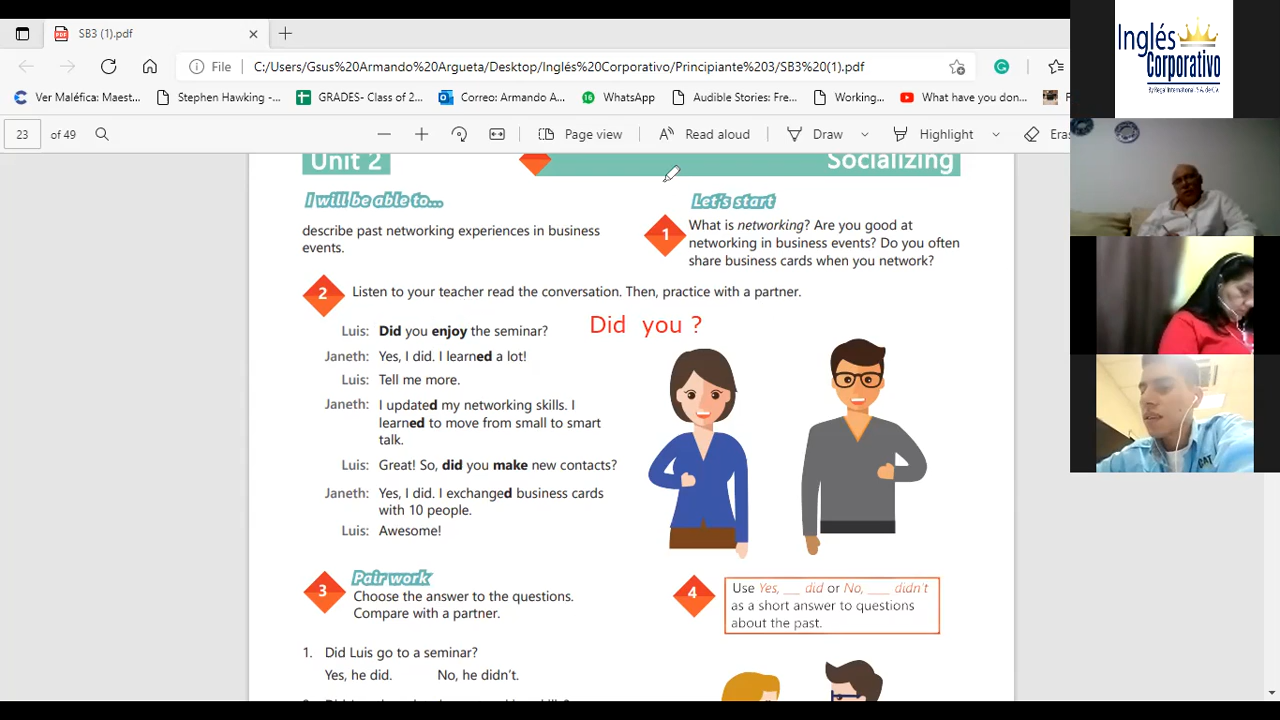 SB3 (1).pdf
File
C:/Users/Gsus%20Armando%20Argueta/Desktop/Inglés%20Corporativo/Principiante%203/SB3%20(1).pdf
Ver Maléfica: Maest...
Stephen Hawking -...
GRADES- Class of 2...
Correo: Armando A...
16
WhatsApp
Audible Stories: Fre...
Working...
What have you don...
23
of 49
Page view
Read aloud
Draw
Highlight
Inglés
Corporativo
Unit 2
Socializing
I will be able to...
describe past networking experiences in business
events.
Let's start
1
What is networking? Are you good at
networking in business events? Do you often
share business cards when you network?
2
Listen to your teacher read the conversation. Then, practice with a partner.
Did you ?
Luis: Did you enjoy the seminar?
Janeth: Yes, I did. I learned a lot!
Luis: Tell me more.
Janeth: I updated my networking skills. I
learned to move from small to smart
talk.
Luis: Great! So, did you make new contacts?
Janeth: Yes, I did. I exchanged business cards
with 10 people.
Luis: Awesome!
3
Pair work
Choose the answer to the questions.
Compare with a partner.
1. Did Luis go to a seminar?
Yes, he did. No, he didn't.
4
Use Yes, __ did or No, ___ didn't
as a short answer to questions
about the past.
CAT